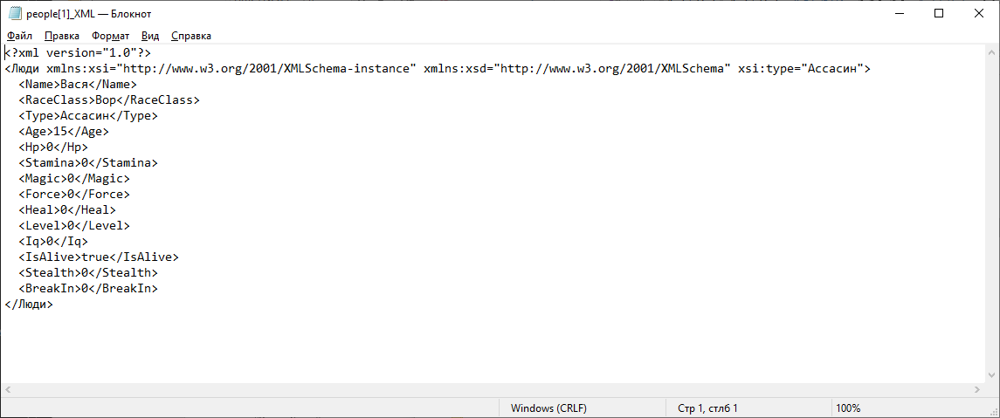 people[1]_XML — Блокнот
Файл Правка Формат Вид Справка
<?xml version="1.0"?>
<Люди xmlns:xsi="http://www.w3.org/2001/XMLSchema-instance" xmlns:xsd="http://www.w3.org/2001/XMLSchema" xsi:type="Ассасин">
  <Name>Вася</Name>
  <RaceClass>Вор</RaceClass>
  <Type>Ассасин</Type>
  <Age>15</Age>
  <Hp>0</Hp>
  <Stamina>0</Stamina>
  <Magic>0</Magic>
  <Force>0</Force>
  <Heal>0</Heal>
  <Level>0</Level>
  <Iq>0</Iq>
  <IsAlive>true</IsAlive>
  <Stealth>0</Stealth>
  <BreakIn>0</BreakIn>
</Люди>
Windows (CRLF) Стр 1, стлб 1 100%